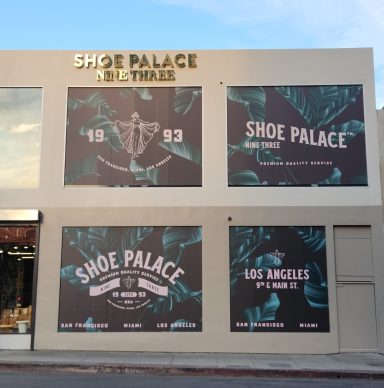 SHOE PALACE
NINE THREE
19 93
SAN FRANCISCO, MIAMI, LOS ANGELES
SHOE PALACE™
NINE THREE
PREMIUM QUALITY SERVICE
SHOE PALACE
PREMIUM QUALITY SERVICE
NINE THREE
19 93
USA
SAN FRANCISCO MIAMI LOS ANGELES
LOS ANGELES
9TH & MAIN ST.
SAN FRANCISCO MIAMI